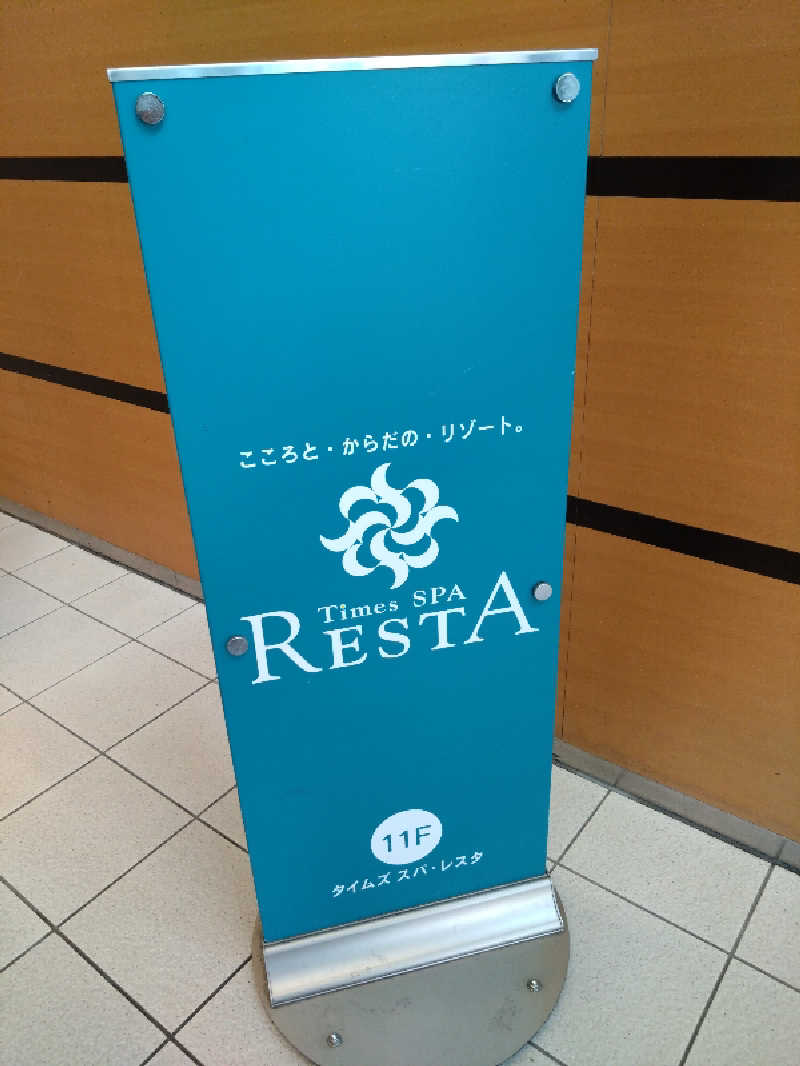 こころと・からだの・リゾート。
Times SPA
RESTA
11F
タイムズ スパ・レスタ